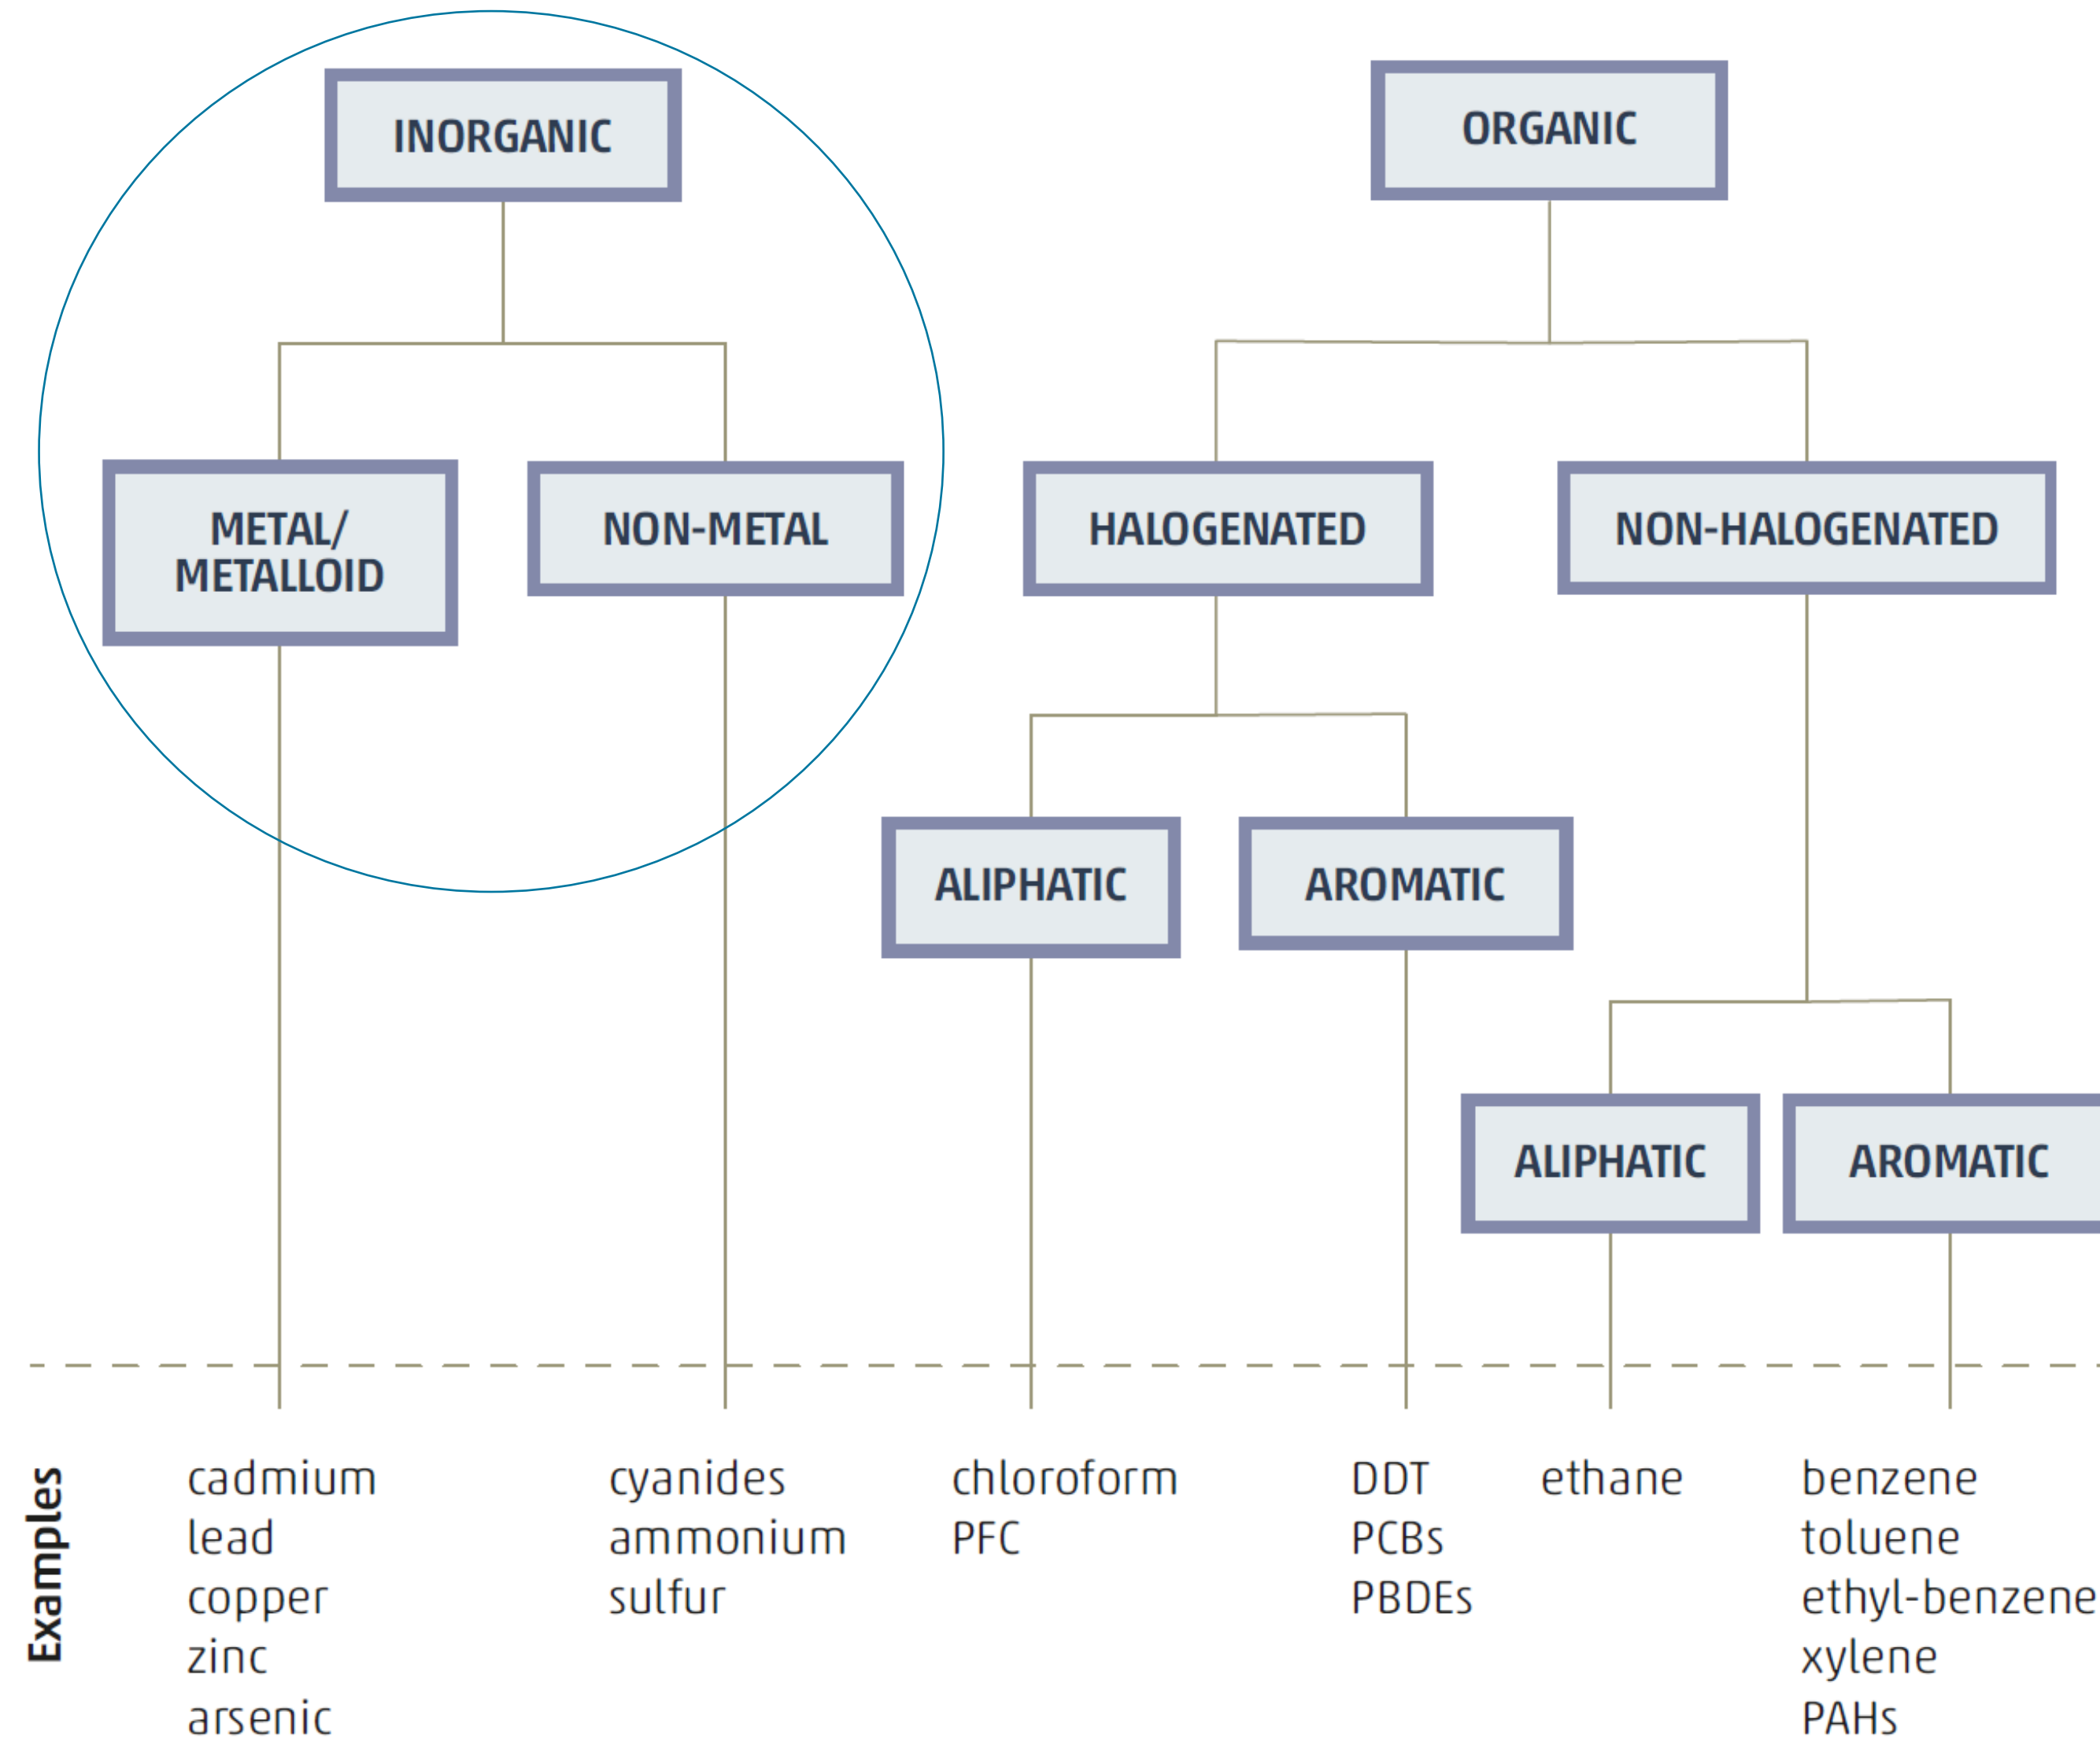 INORGANIC
ORGANIC
METAL/
METALLOID
NON-METAL
HALOGENATED
NON-HALOGENATED
ALIPHATIC
AROMATIC
ALIPHATIC
AROMATIC
Examples
cadmium
lead
copper
zinc
arsenic
cyanides
ammonium
sulfur
chloroform
PFC
DDT
PCBs
PBDEs
ethane
benzene
toluene
ethyl-benzene
xylene
PAHs